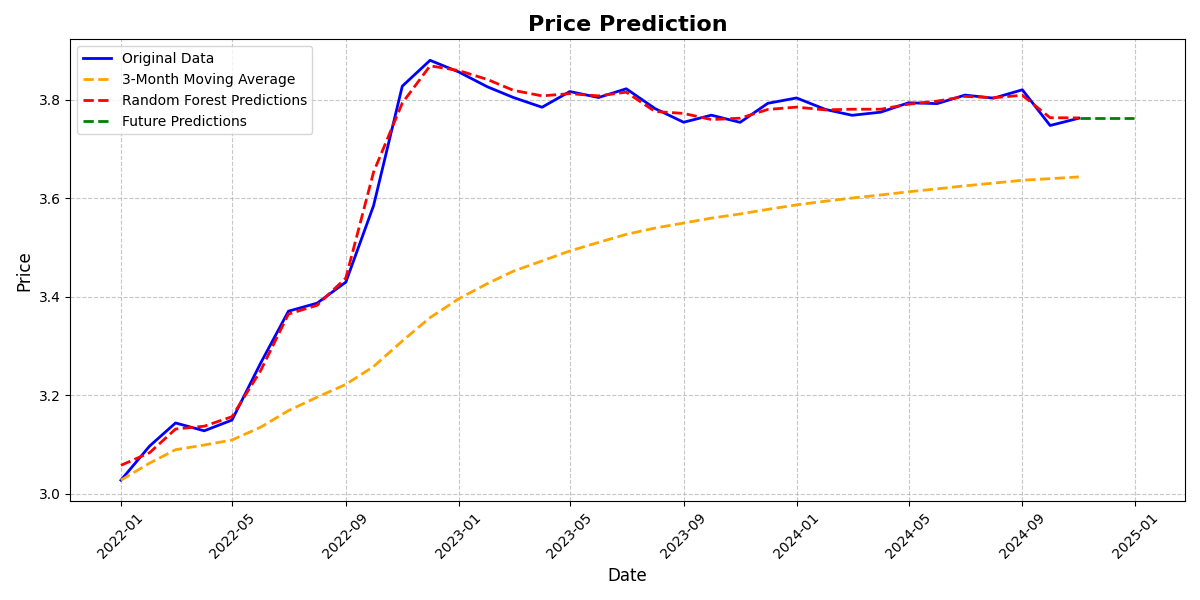 Price Prediction
Original Data
3-Month Moving Average
Random Forest Predictions
Future Predictions
Price
3.8
3.6
3.4
3.2
3.0
2022-01
2022-05
2022-09
2023-01
2023-05
2023-09
2024-01
2024-05
2024-09
2025-01
Date